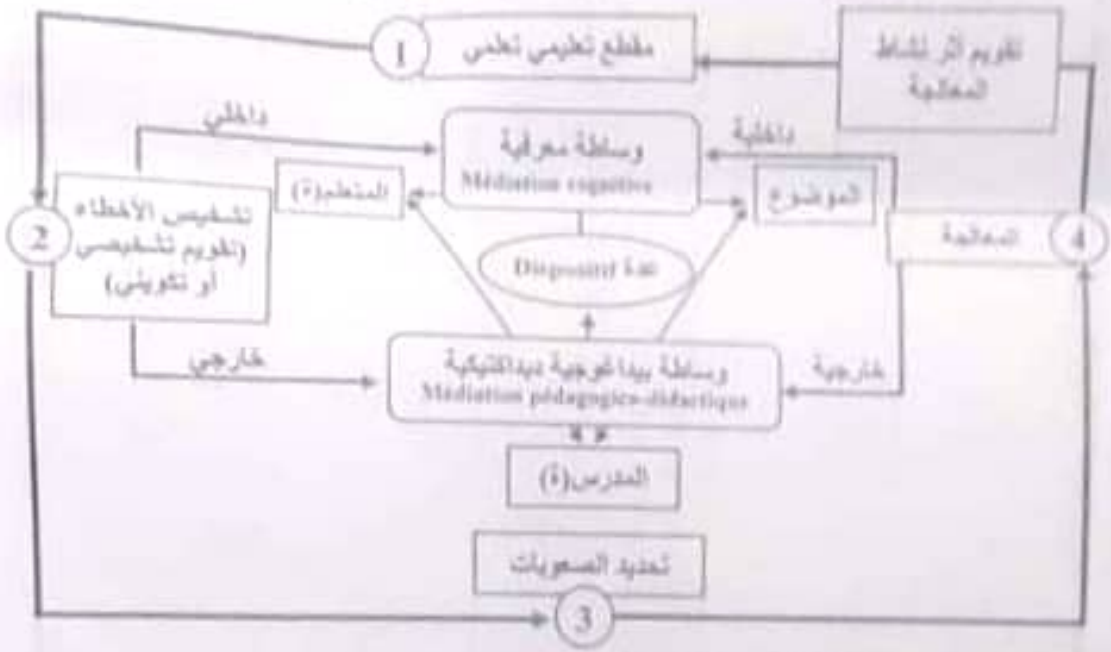 تقويم أثر نشاط
المعالجة
مقطع تعليمي تعلمي
1
داخلي
وساطة معرفية
Médiation cognitive
داخلية
المتعلم(ة)
الموضوع
2
تشخيص الأخطاء
(تقويم تشخيصي
أو تكويني)
عدة Dispositif
المعالجة
4
خارجي
وساطة بيداغوجية ديداكتيكية
Médiation pédagogico-didactique
خارجية
المدرس(ة)
تحديد الصعوبات
3